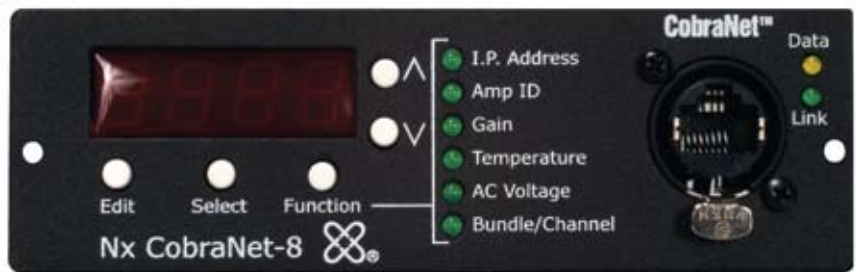 CobraNet™
Data
Link
I.P. Address
Amp ID
Gain
Temperature
AC Voltage
Bundle/Channel
Edit Select Function
Nx CobraNet-8 ®